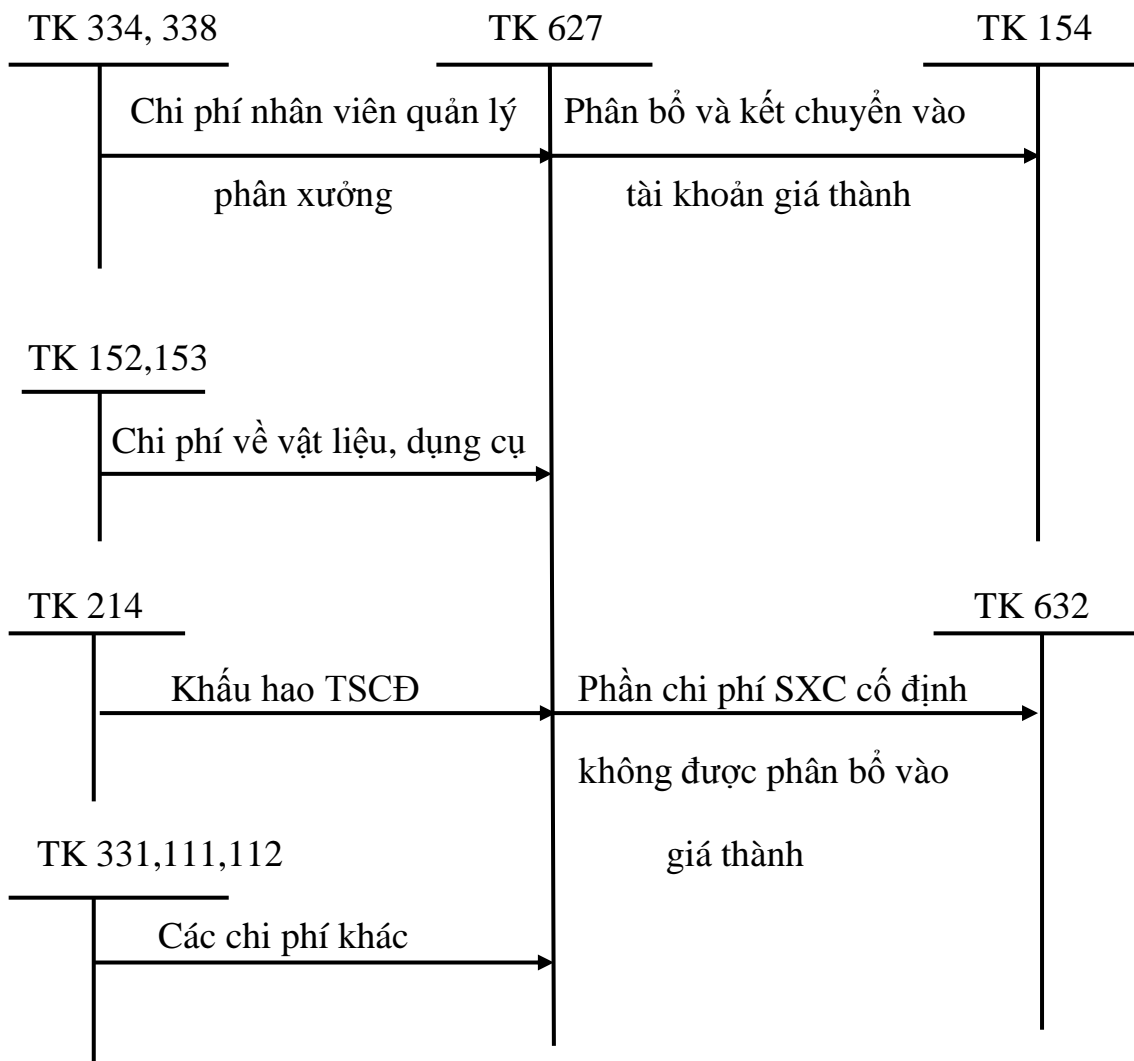 TK 334, 338
TK 627
TK 154
Chi phí nhân viên quản lý
phân xưởng
Phân bổ và kết chuyển vào
tài khoản giá thành
TK 152,153
Chi phí về vật liệu, dụng cụ
TK 214
TK 632
Khấu hao TSCĐ
Phần chi phí SXC cố định
không được phân bổ vào
giá thành
TK 331,111,112
Các chi phí khác